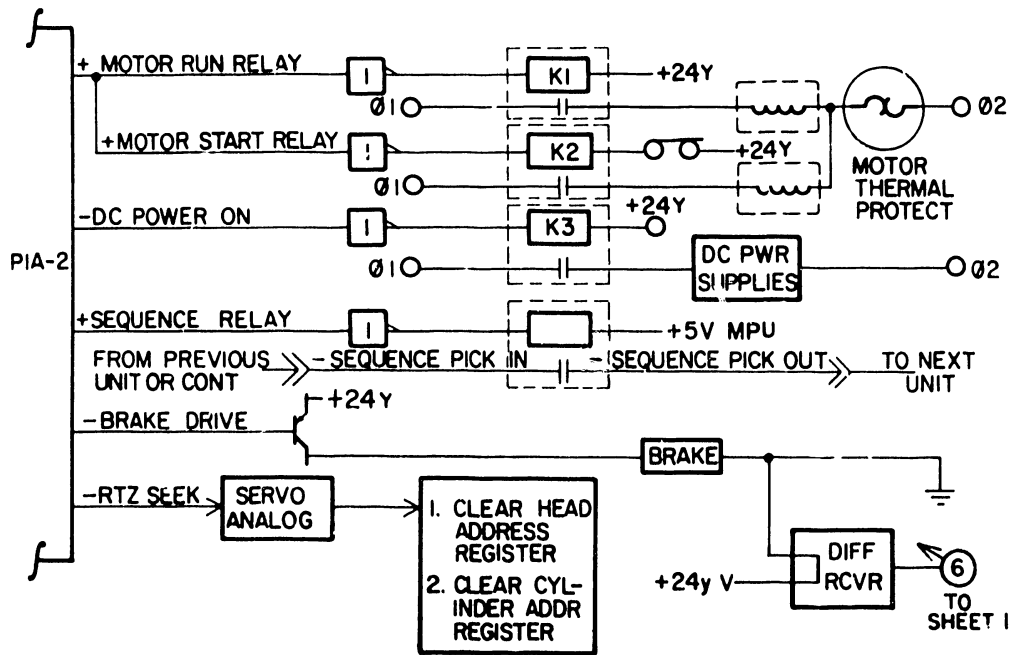 + MOTOR RUN RELAY
I
K1
+24Y
Ø1
Ø2
+MOTOR START RELAY
I
K2
+24Y
Ø1
MOTOR
THERMAL
PROTECT
-DC POWER ON
I
K3
+24Y
PIA-2
Ø1
DC PWR
SUPPLIES
Ø2
+SEQUENCE RELAY
I
+5V MPU
FROM PREVIOUS
UNIT OR CONT
-SEQUENCE PICK IN
-SEQUENCE PICK OUT
TO NEXT
UNIT
+24Y
-BRAKE DRIVE
BRAKE
-RTZ SEEK
SERVO
ANALOG
1. CLEAR HEAD
ADDRESS
REGISTER
2. CLEAR CYL-
INDER ADDR
REGISTER
+24y V
DIFF
RCVR
6
TO
SHEET 1